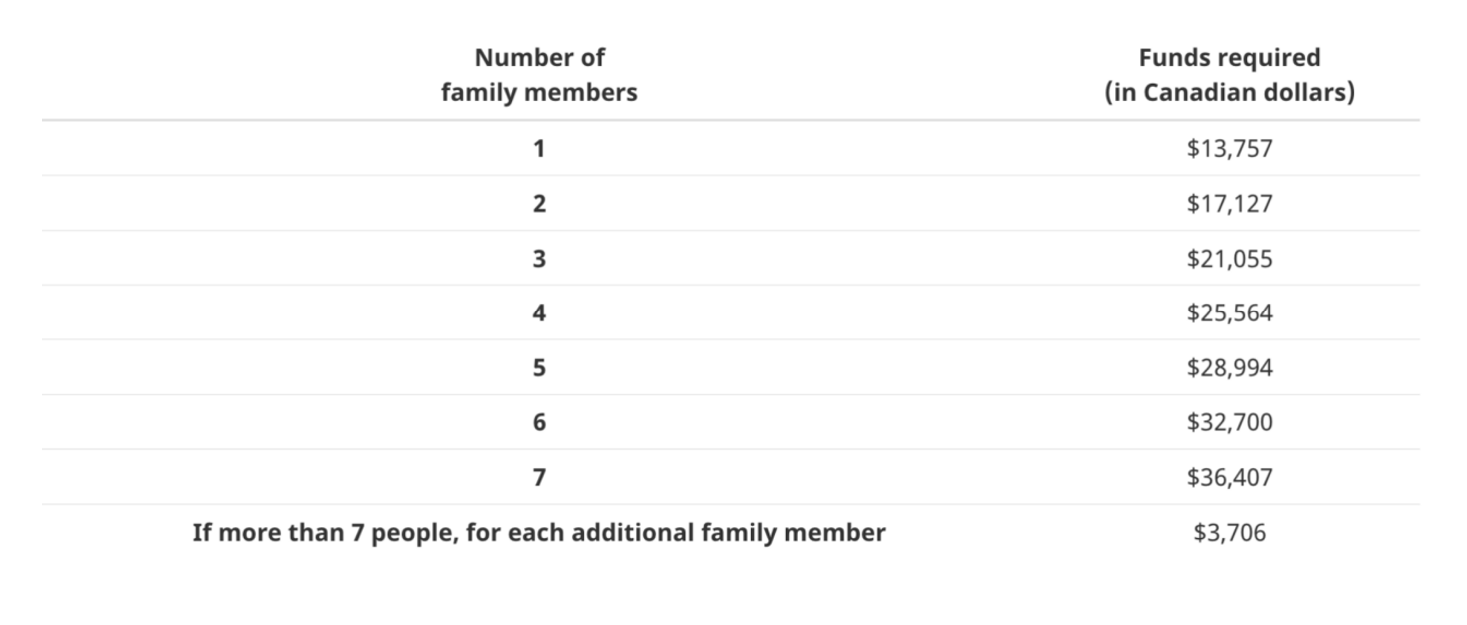 Number of
family members
Funds required
(in Canadian dollars)
1 $13,757
2 $17,127
3 $21,055
4 $25,564
5 $28,994
6 $32,700
7 $36,407
If more than 7 people, for each additional family member $3,706